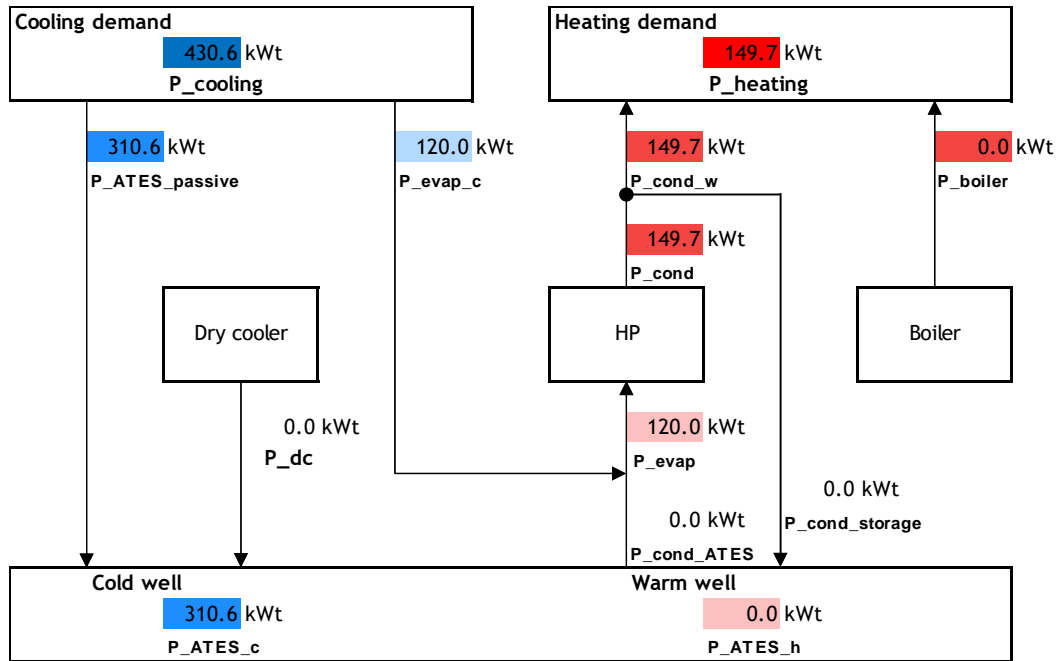 Cooling demand
430.6 kWt
P_cooling
Heating demand
149.7 kWt
P_heating
310.6 kWt
P_ATES_passive
120.0 kWt
P_evap_c
149.7 kWt
P_cond_w
0.0 kWt
P_boiler
149.7 kWt
P_cond
Dry cooler
HP
Boiler
0.0 kWt
P_dc
120.0 kWt
P_evap
0.0 kWt
P_cond_storage
0.0 kWt
P_cond_ATES
Cold well
310.6 kWt
P_ATES_c
Warm well
0.0 kWt
P_ATES_h